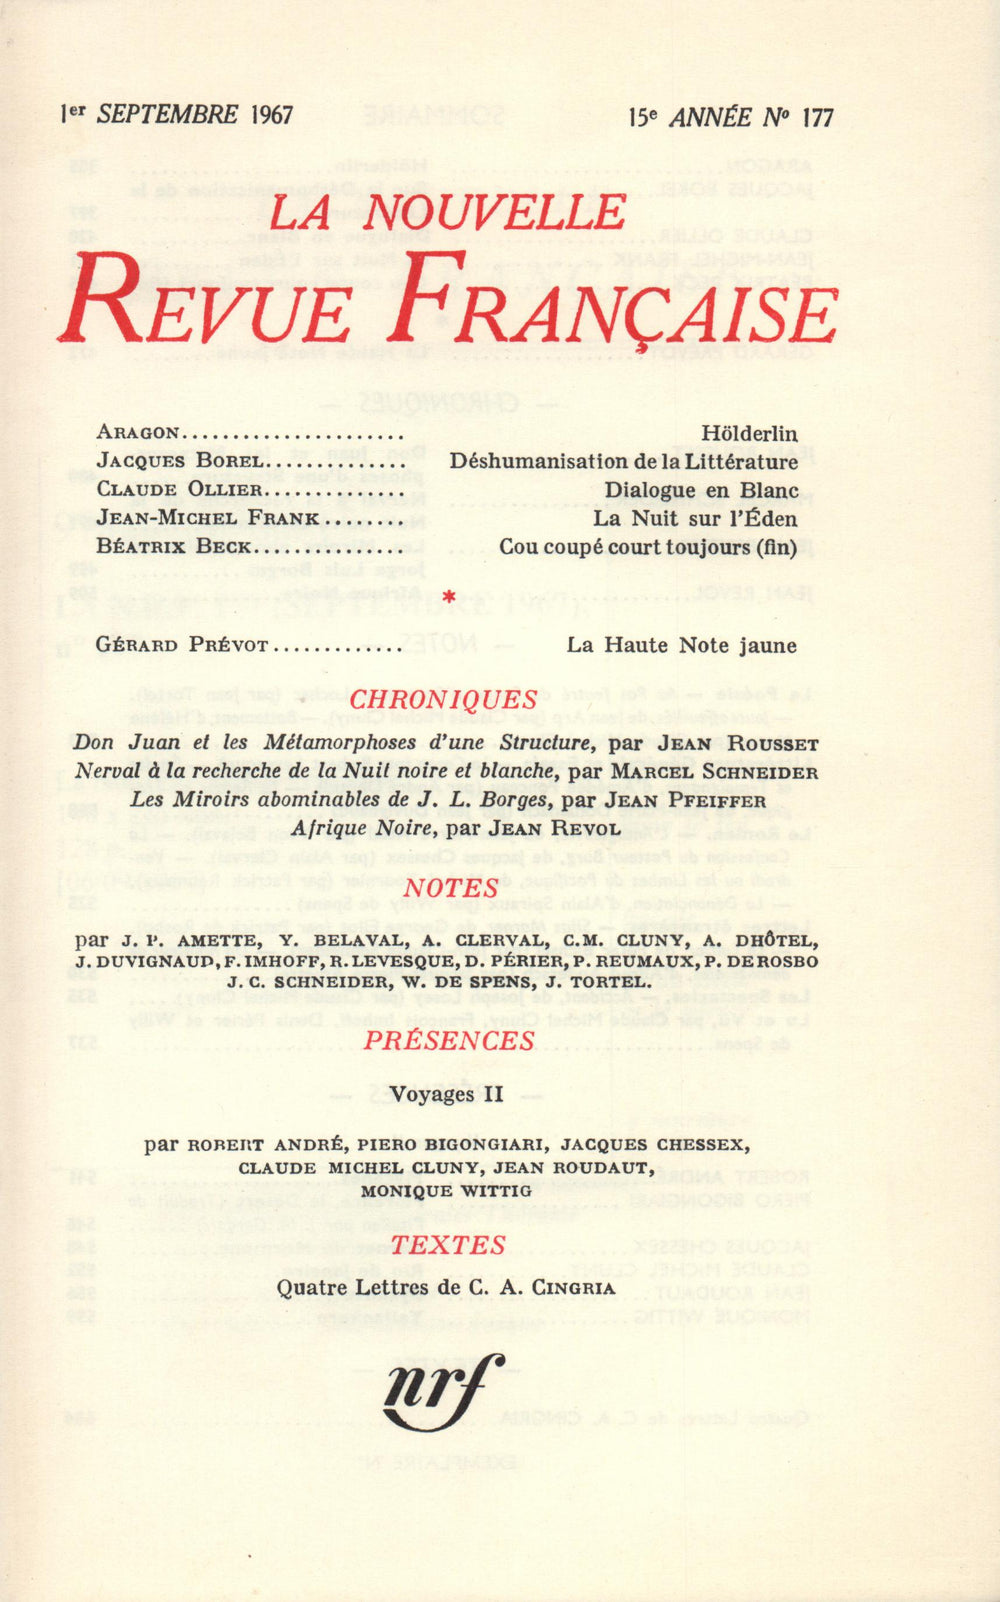 1er SEPTEMBRE 1967
15e ANNÉE No 177
LA NOUVELLE
REVUE FRANÇAISE
ARAGON...................... Hölderlin
JACQUES BOREL.............. Déshumanisation de la Littérature
CLAUDE OLLIER.............. Dialogue en Blanc
JEAN-MICHEL FRANK........ La Nuit sur l'Éden
BÉATRIX BECK............... Cou coupé court toujours (fin)
*
GÉRARD PRÉVOT............. La Haute Note jaune
CHRONIQUES
Don Juan et les Métamorphoses d'une Structure, par JEAN ROUSSET
Nerval à la recherche de la Nuit noire et blanche, par MARCEL SCHNEIDER
Les Miroirs abominables de J. L. Borges, par JEAN PFEIFFER
Afrique Noire, par JEAN REVOL
NOTES
par J. P. AMETTE, Y. BELAVAL, A. CLERVAL, C.M. CLUNY, A. DHÔTEL,
J. DUVIGNAUD, F. IMHOFF, R. LEVESQUE, D. PÉRIER, P. REUMAUX, P. DE ROSBO
J. C. SCHNEIDER, W. DE SPENS, J. TORTEL.
PRÉSENCES
Voyages II
par ROBERT ANDRÉ, PIERO BIGONGIARI, JACQUES CHESSEX,
CLAUDE MICHEL CLUNY, JEAN ROUDAUT,
MONIQUE WITTIG
TEXTES
Quatre Lettres de C. A. CINGRIA
nrf